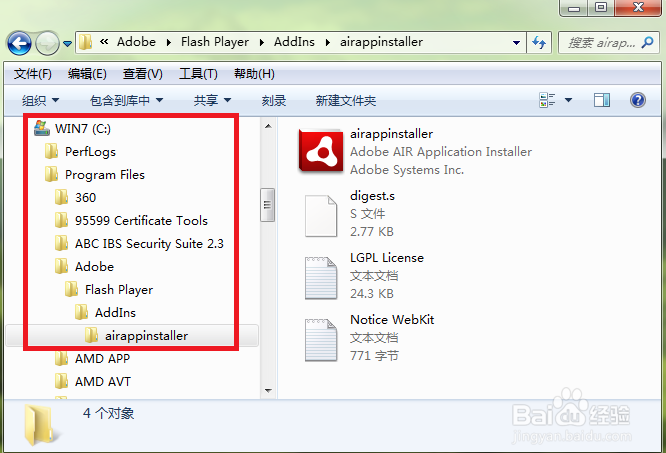 « Adobe Flash Player AddIns airappinstaller 搜索 airap...
文件(F) 编辑(E) 查看(V) 工具(T) 帮助(H)
组织 包含到库中 共享 刻录 新建文件夹
WIN7 (C:)
PerfLogs
Program Files
360
95599 Certificate Tools
ABC IBS Security Suite 2.3
Adobe
Flash Player
AddIns
airappinstaller
AMD APP
AMD AVT
airappinstaller
Adobe AIR Application Installer
Adobe Systems Inc.
digest.s
S 文件
2.77 KB
LGPL License
文本文档
24.3 KB
Notice WebKit
文本文档
771 字节
4 个对象
Baidu 经验
jingyan.baidu.com